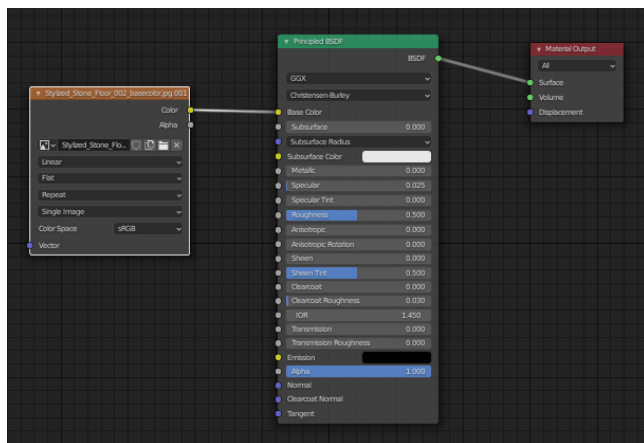 Stylized_Stone_Floor_002_basecolor.jpg.001
Color
Alpha
Stylized_Stone_Flo...
Linear
Flat
Repeat
Single Image
Color Space sRGB
Vector
Principled BSDF
BSDF
GGX
Christensen-Burley
Base Color
Subsurface 0.000
Subsurface Radius
Subsurface Color
Metallic 0.000
Specular 0.025
Specular Tint 0.000
Roughness 0.500
Anisotropic 0.000
Anisotropic Rotation 0.000
Sheen 0.000
Sheen Tint 0.500
Clearcoat 0.000
Clearcoat Roughness 0.030
IOR 1.450
Transmission 0.000
Transmission Roughness 0.000
Emission
Alpha 1.000
Normal
Clearcoat Normal
Tangent
Material Output
All
Surface
Volume
Displacement